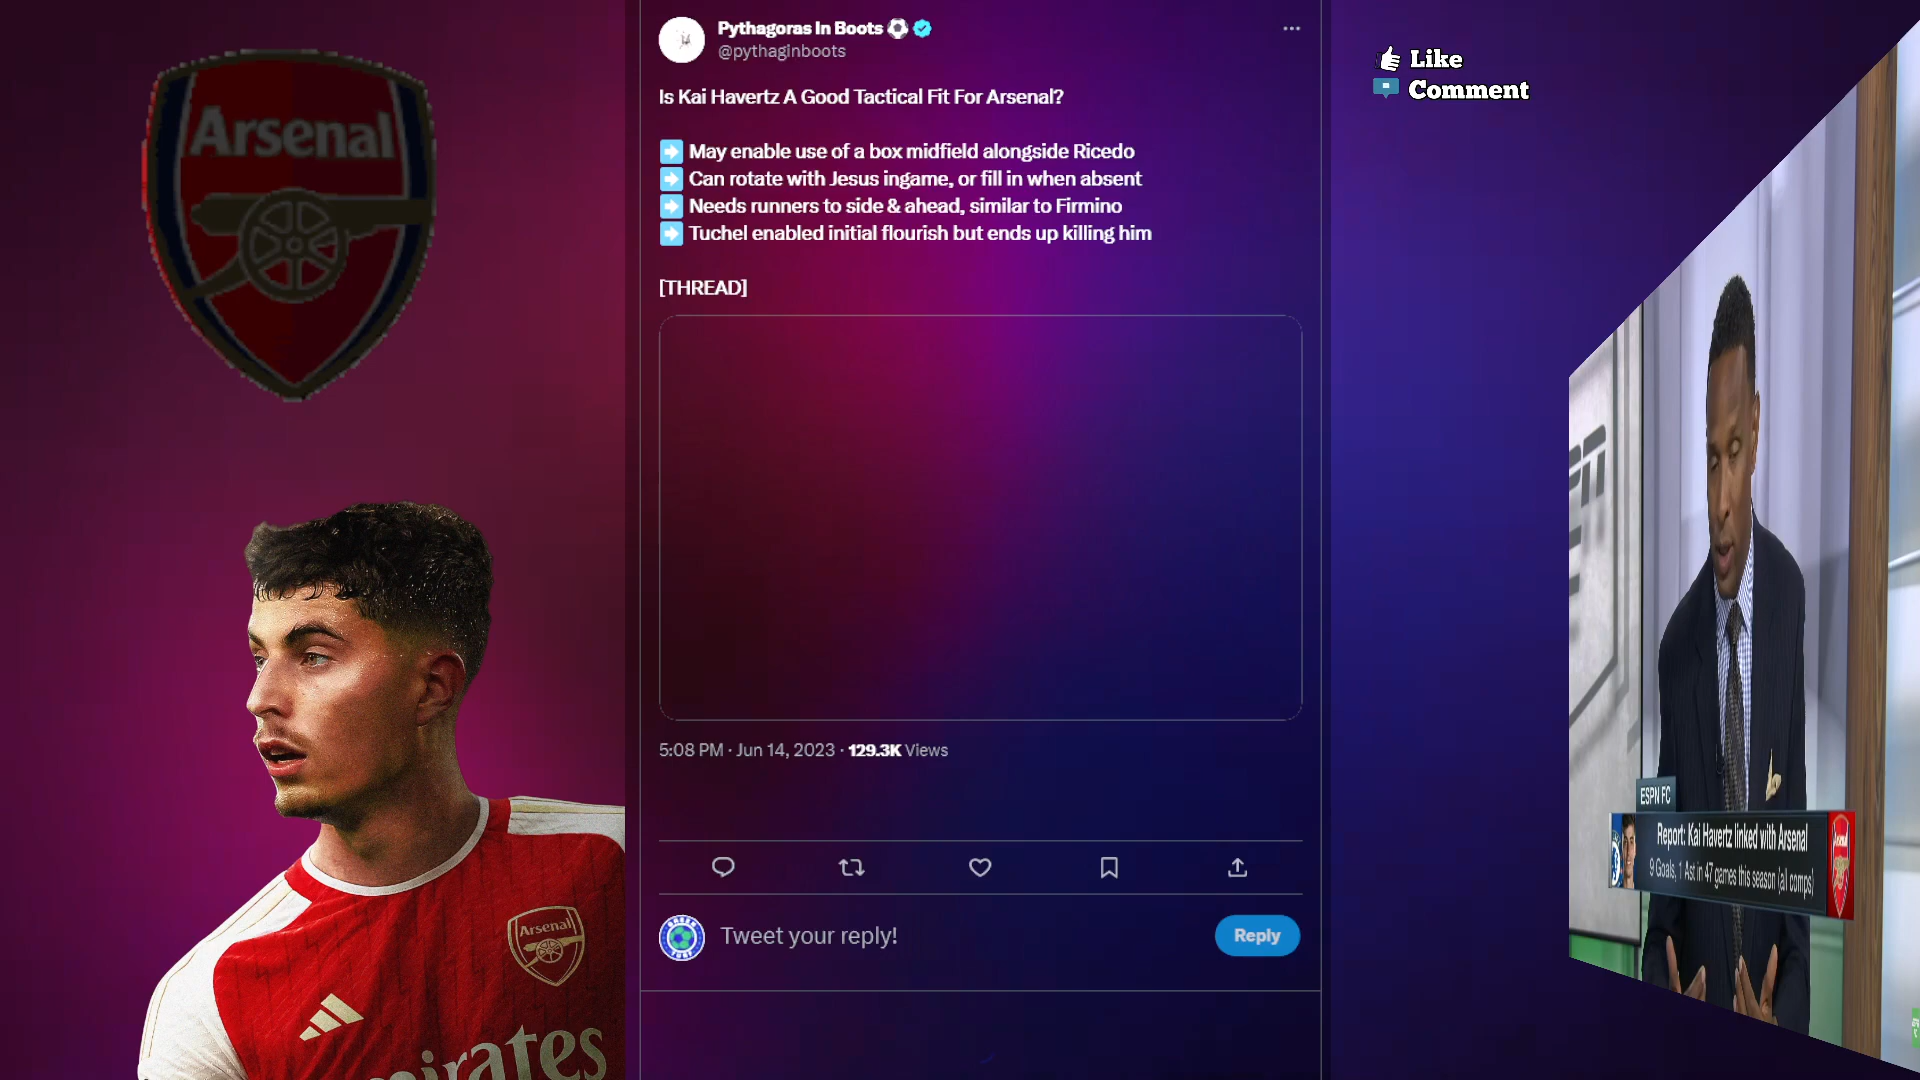 Arsenal
Pythagoras In Boots
@pythaginboots
Is Kai Havertz A Good Tactical Fit For Arsenal?
May enable use of a box midfield alongside Ricedo
Can rotate with Jesus ingame, or fill in when absent
Needs runners to side & ahead, similar to Firmino
Tuchel enabled initial flourish but ends up killing him
[THREAD]
5:08 PM · Jun 14, 2023 · 129.3K Views
Tweet your reply!
Reply
Like
Comment
ESPN FC
Report: Kai Havertz linked with Arsenal
9 Goals, 1 Ast in 47 games this season (all comps)
Arsenal